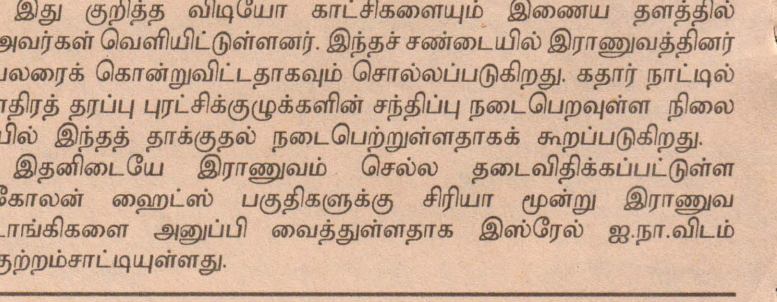 இது குறித்த விடியோ காட்சிகளையும் இணைய தளத்தில்
அவர்கள் வெளியிட்டுள்ளனர். இந்தச் சண்டையில் இராணுவத்தினர்
பலரைக் கொன்றுவிட்டதாகவும் சொல்லப்படுகிறது. கதார் நாட்டில்
எதிரத் தரப்பு புரட்சிக்குழுக்களின் சந்திப்பு நடைபெறவுள்ள நிலை
யில் இந்தத் தாக்குதல் நடைபெற்றுள்ளதாகக் கூறப்படுகிறது.
இதனிடையே இராணுவம் செல்ல தடைவிதிக்கப்பட்டுள்ள
கோலன் ஹைட்ஸ் பகுதிகளுக்கு சிரியா மூன்று இராணுவ
டாங்கிகளை அனுப்பி வைத்துள்ளதாக இஸ்ரேல் ஐ.நா.விடம்
குற்றம்சாட்டியுள்ளது.